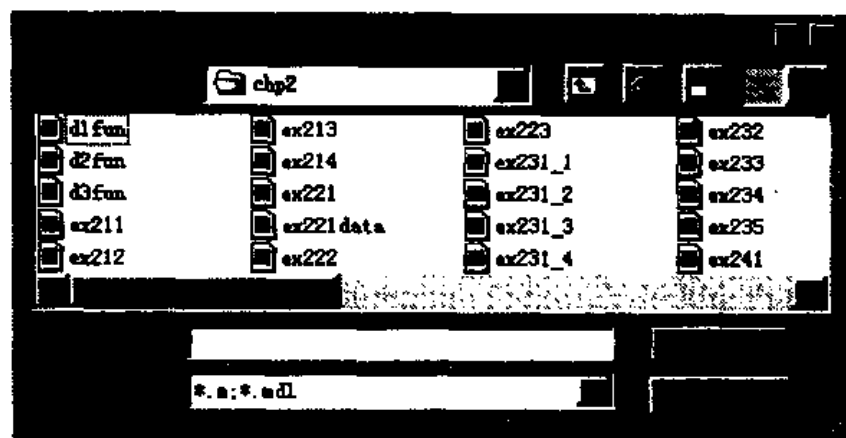 chp2
d1fun ex213 ex223 ex232
d2fun ex214 ex231_1 ex233
d3fun ex221 ex231_2 ex234
ex211 ex221data ex231_3 ex235
ex212 ex222 ex231_4 ex241
*.m;*.mdl